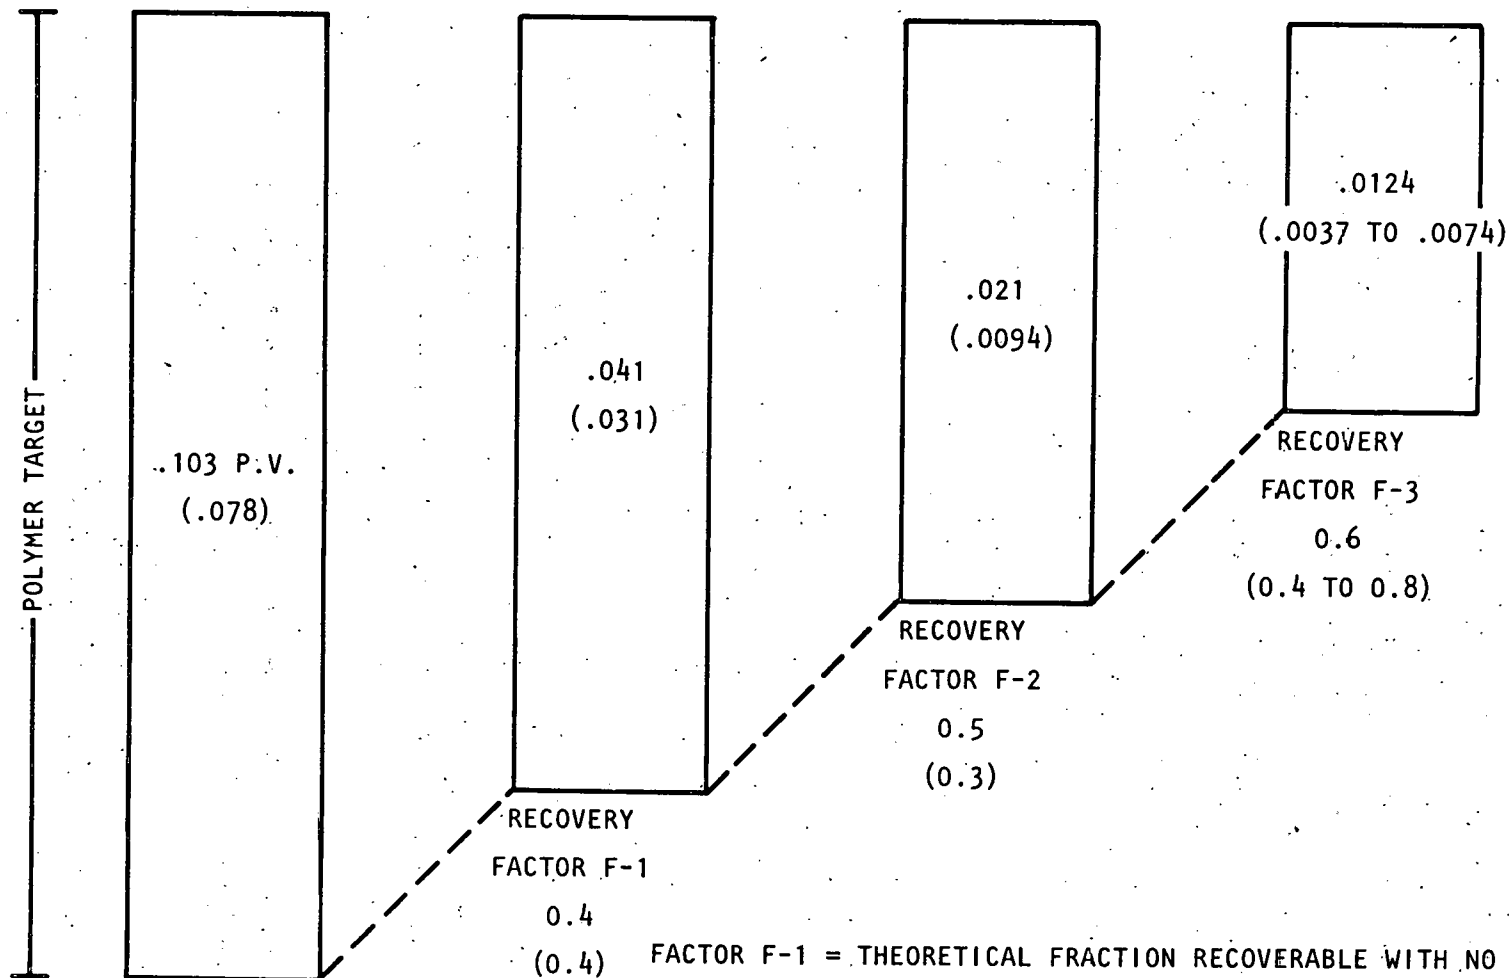 POLYMER TARGET
.103 P.V.
(.078)
.041
(.031)
.021
(.0094)
.0124
(.0037 TO .0074)
RECOVERY
FACTOR F-1
0.4
(0.4)
RECOVERY
FACTOR F-2
0.5
(0.3)
RECOVERY
FACTOR F-3
0.6
(0.4 TO 0.8)
FACTOR F-1 = THEORETICAL FRACTION RECOVERABLE WITH NO